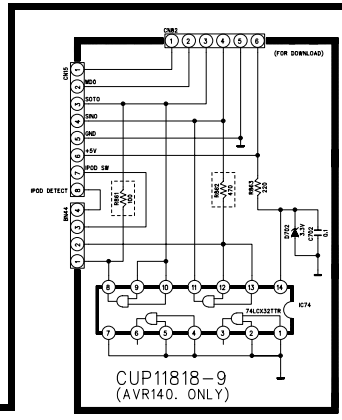 CN82
1 2 3 4 5 6
(FOR DOWNLOAD)
CN15
1
2 MDO
3 SOTO
4 SINO
5 GND
6 +5V
7 IPOD SW
8
IPOD DETECT
BN44
4
3
2
1
R861
100
R862
470
R863
220
D702
3.3V
C702
0.1
8 9 10 11 12 13 14
IC74
74LCX32TTR
7 6 5 4 3 2 1
CUP11818-9
(AVR140. ONLY)